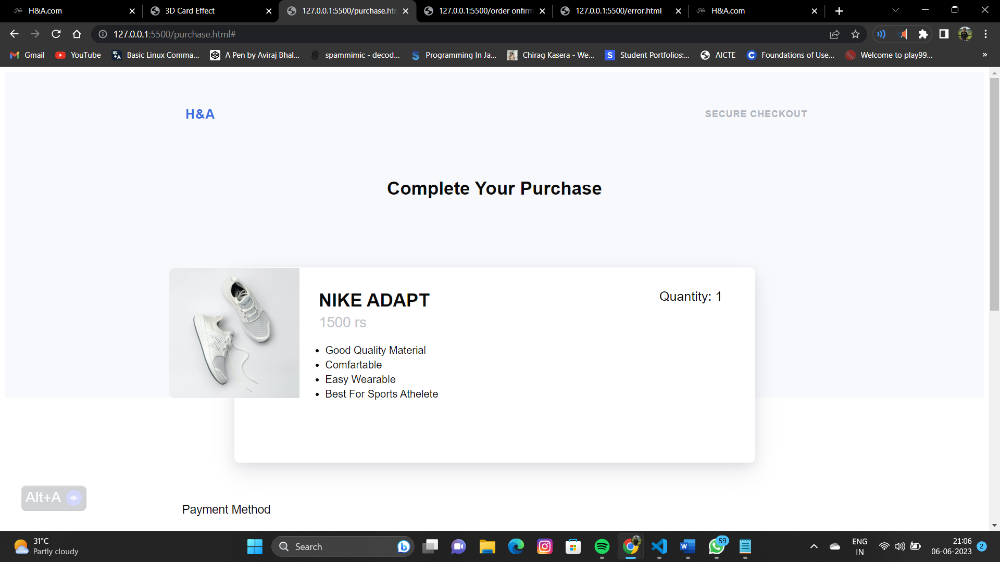 H&A.com
3D Card Effect
127.0.0.1:5500/purchase.htm
127.0.0.1:5500/order onfirm
127.0.0.1:5500/error.html
H&A.com
127.0.0.1:5500/purchase.html#
Gmail
YouTube
Basic Linux Comma...
A Pen by Aviraj Bhal...
spammimic - decod...
Programming In Ja...
Chirag Kasera - We...
S
Student Portfolios:...
AICTE
C
Foundations of Use...
Welcome to play99...
»
H&A
SECURE CHECKOUT
Complete Your Purchase
NIKE ADAPT
Quantity: 1
1500 rs
• Good Quality Material
• Comfartable
• Easy Wearable
• Best For Sports Athelete
Alt+A
Payment Method
31°C
Partly cloudy
Search
59
ENG
IN
21:06
06-06-2023
2